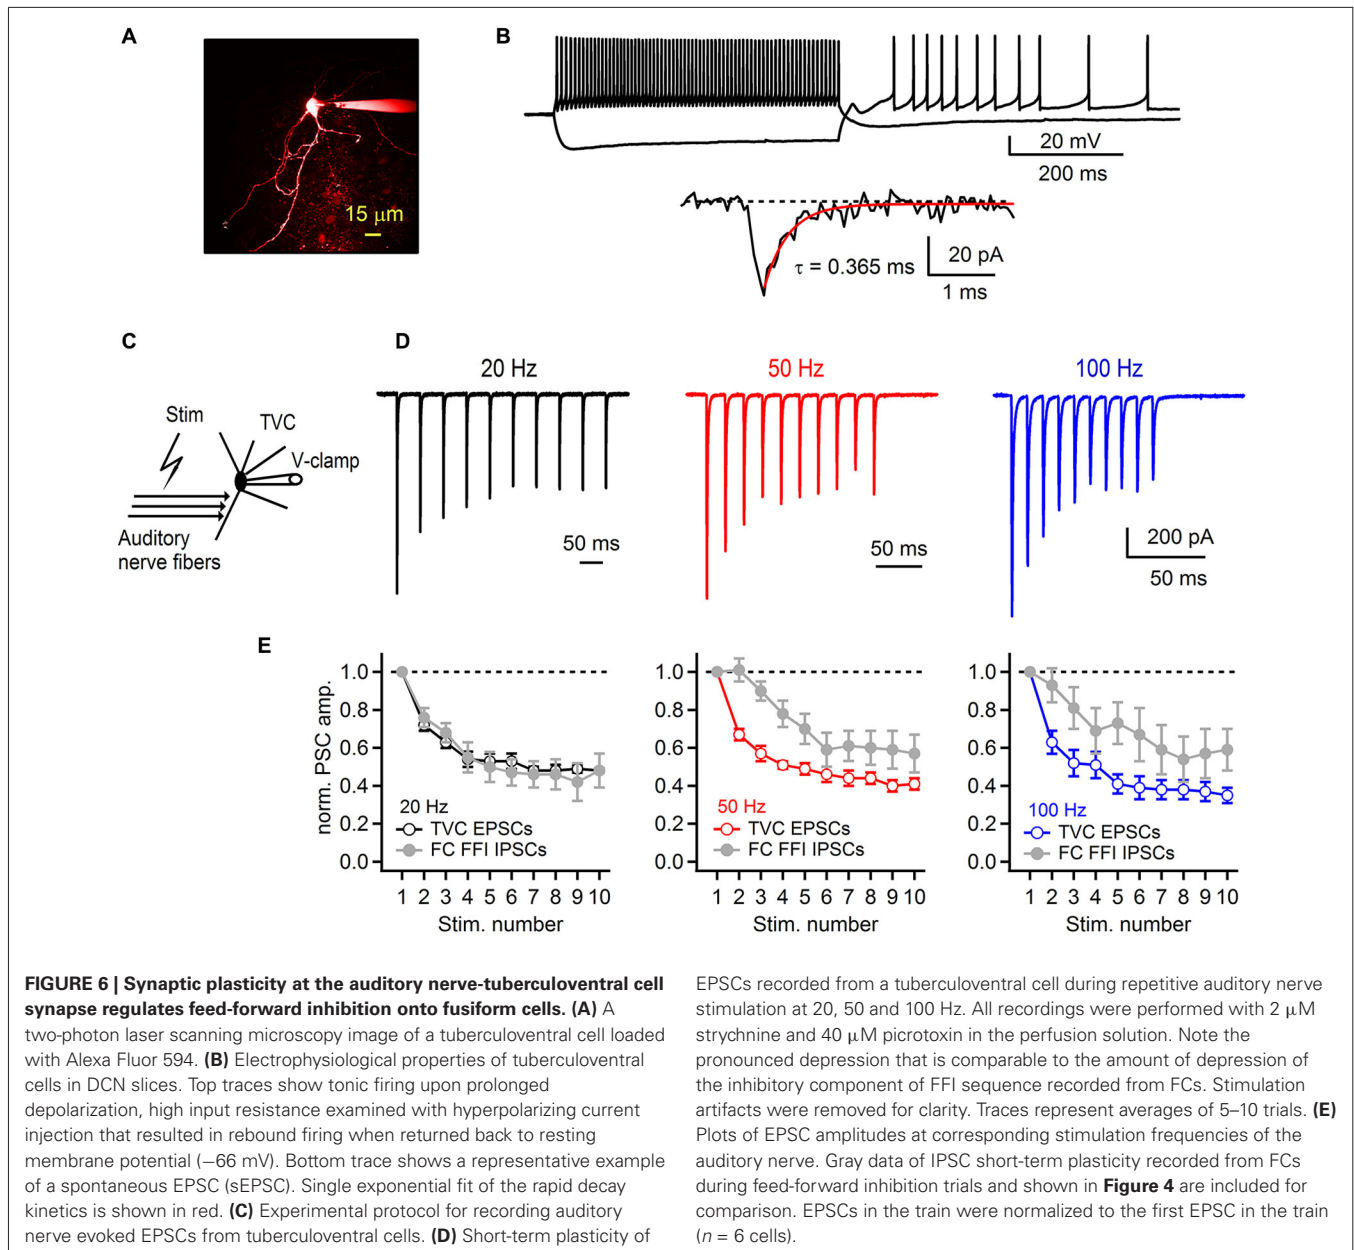 A
15 μm
B
20 mV
200 ms
τ = 0.365 ms
20 pA
1 ms
C
Stim
TVC
V-clamp
Auditory
nerve fibers
D
20 Hz
50 Hz
100 Hz
50 ms
50 ms
200 pA
50 ms
E
norm. PSC amp.
1.0
0.8
0.6
0.4
0.2
0.0
20 Hz
TVC EPSCs
FC FFI IPSCs
1 2 3 4 5 6 7 8 9 10
Stim. number
1.0
0.8
0.6
0.4
0.2
0.0
50 Hz
TVC EPSCs
FC FFI IPSCs
1 2 3 4 5 6 7 8 9 10
Stim. number
1.0
0.8
0.6
0.4
0.2
0.0
100 Hz
TVC EPSCs
FC FFI IPSCs
1 2 3 4 5 6 7 8 9 10
Stim. number
FIGURE 6 | Synaptic plasticity at the auditory nerve-tuberculoventral cell
synapse regulates feed-forward inhibition onto fusiform cells. (A) A
two-photon laser scanning microscopy image of a tuberculoventral cell loaded
with Alexa Fluor 594. (B) Electrophysiological properties of tuberculoventral
cells in DCN slices. Top traces show tonic firing upon prolonged
depolarization, high input resistance examined with hyperpolarizing current
injection that resulted in rebound firing when returned back to resting
membrane potential (−66 mV). Bottom trace shows a representative example
of a spontaneous EPSC (sEPSC). Single exponential fit of the rapid decay
kinetics is shown in red. (C) Experimental protocol for recording auditory
nerve evoked EPSCs from tuberculoventral cells. (D) Short-term plasticity of
EPSCs recorded from a tuberculoventral cell during repetitive auditory nerve
stimulation at 20, 50 and 100 Hz. All recordings were performed with 2 μM
strychnine and 40 μM picrotoxin in the perfusion solution. Note the
pronounced depression that is comparable to the amount of depression of
the inhibitory component of FFI sequence recorded from FCs. Stimulation
artifacts were removed for clarity. Traces represent averages of 5–10 trials. (E)
Plots of EPSC amplitudes at corresponding stimulation frequencies of the
auditory nerve. Gray data of IPSC short-term plasticity recorded from FCs
during feed-forward inhibition trials and shown in Figure 4 are included for
comparison. EPSCs in the train were normalized to the first EPSC in the train
(n = 6 cells).